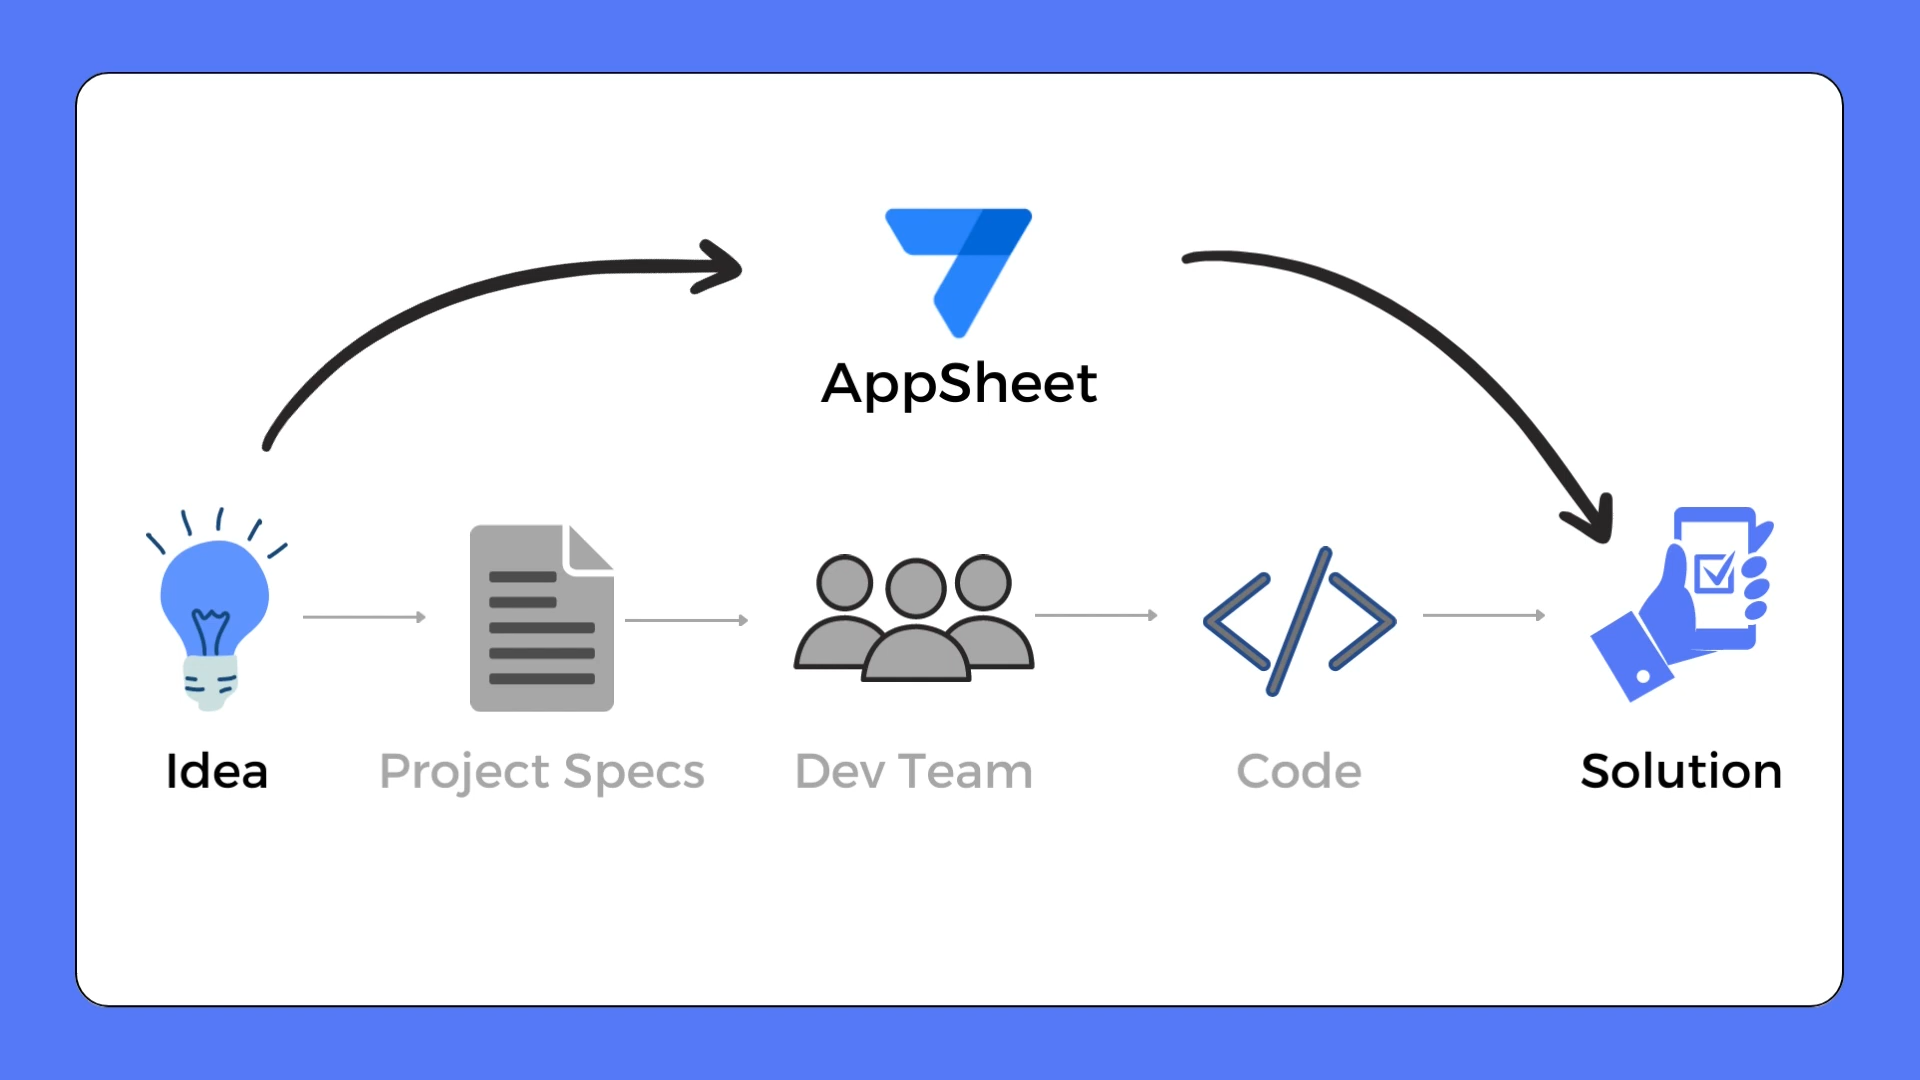 AppSheet
Idea
Project Specs
Dev Team
Code
Solution